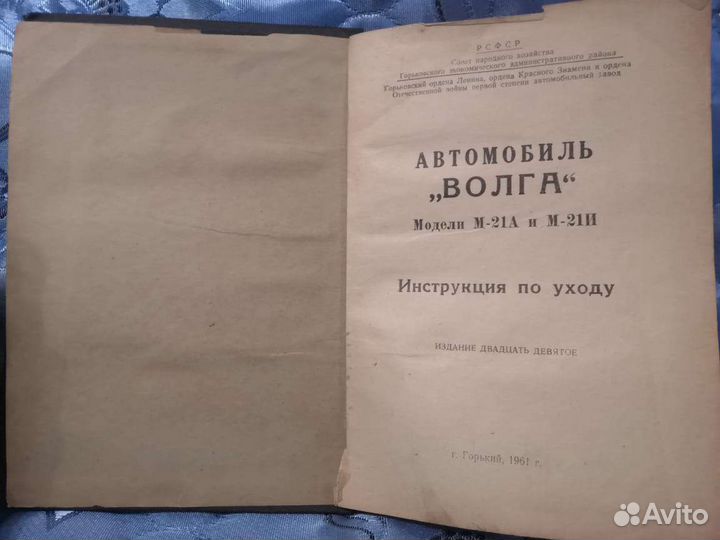 РСФСР
Совет народного хозяйства
Горьковского экономического административного района
Горьковский ордена Ленина, ордена Красного Знамени и ордена
Отечественной войны первой степени автомобильный завод
АВТОМОБИЛЬ
„ВОЛГА“
Модели М-21А и М-21И
Инструкция по уходу
ИЗДАНИЕ ДВАДЦАТЬ ДЕВЯТОЕ
г. Горький, 1961 г.
Avito